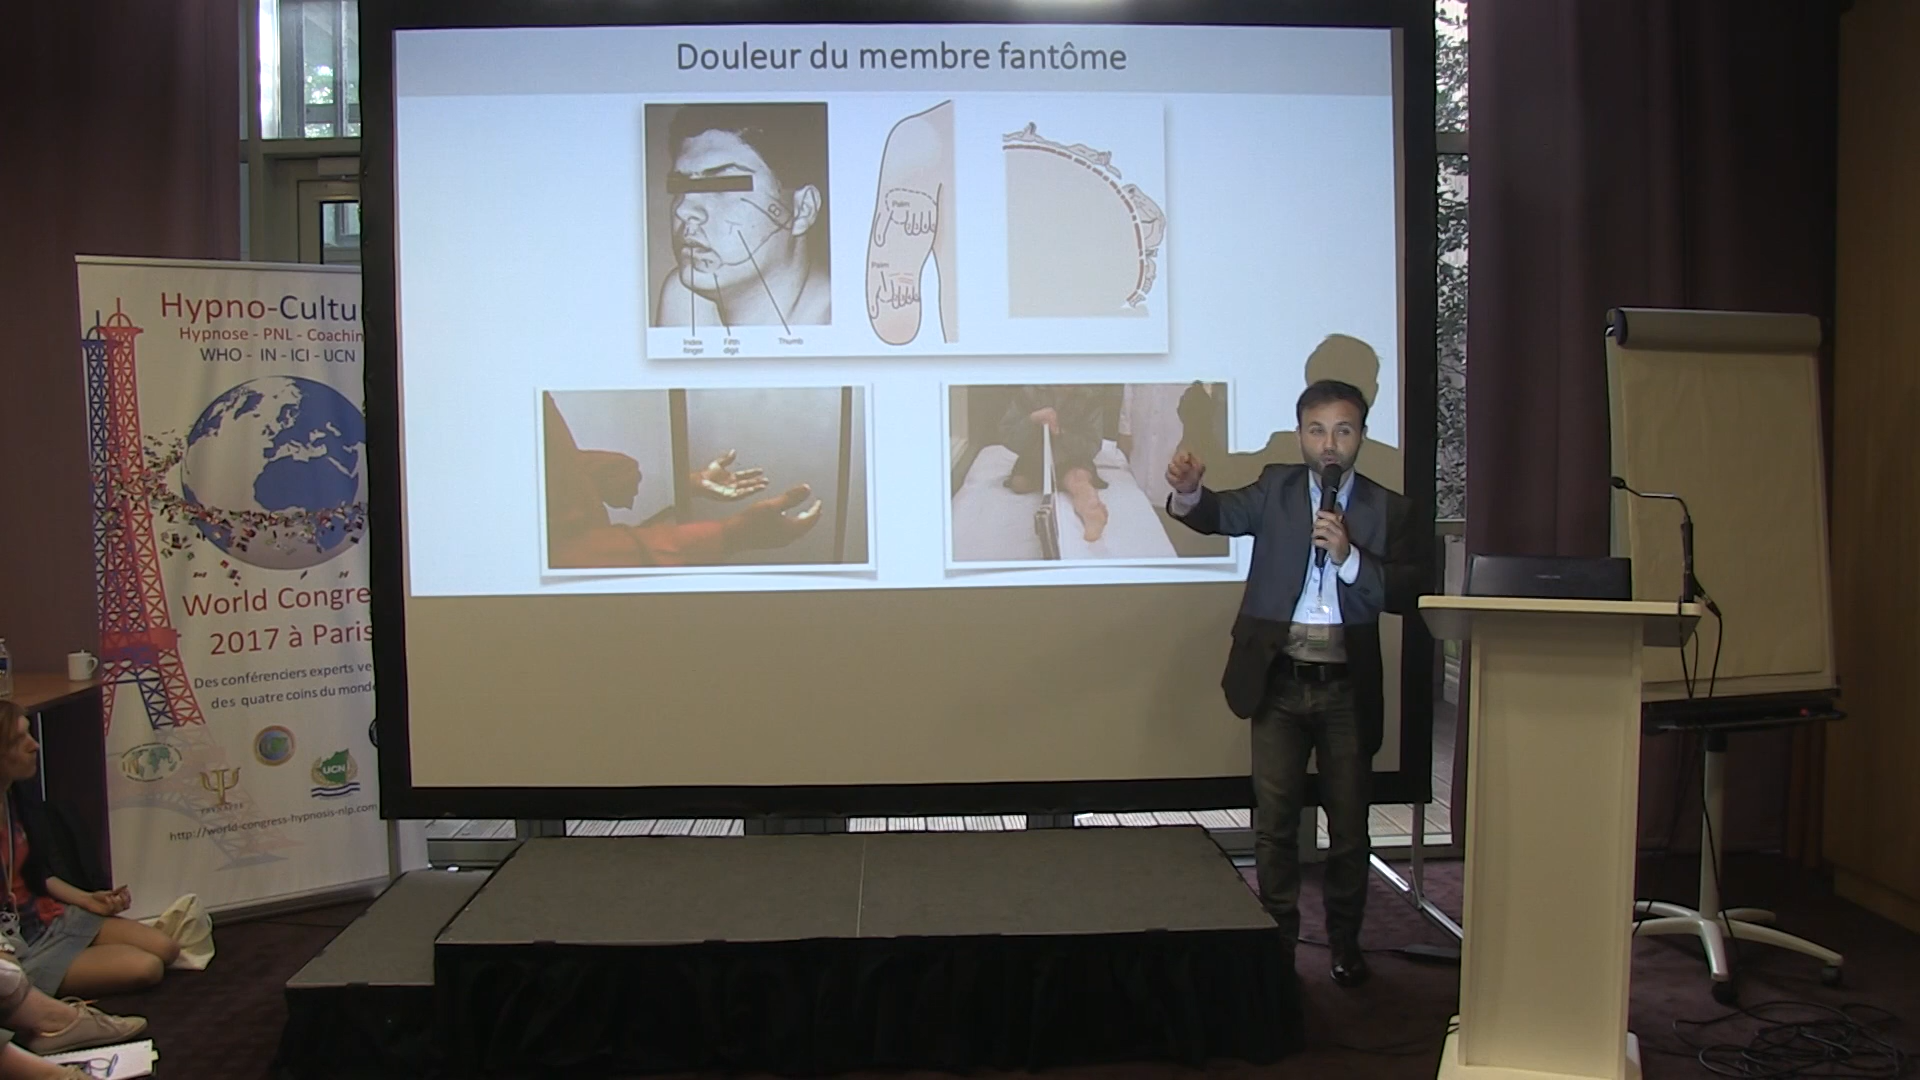 Douleur du membre fantôme
Palm
Palm
Index
finger
Fifth
digit
Thumb
B
Hypno-Cultu
Hypnose - PNL - Coachin
WHO - IN - ICI - UCN
World Congre
2017 à Paris
Des conférenciers experts ve
des quatre coins du monde
IN
UCN
http://world-congress-hypnosis-nlp.com